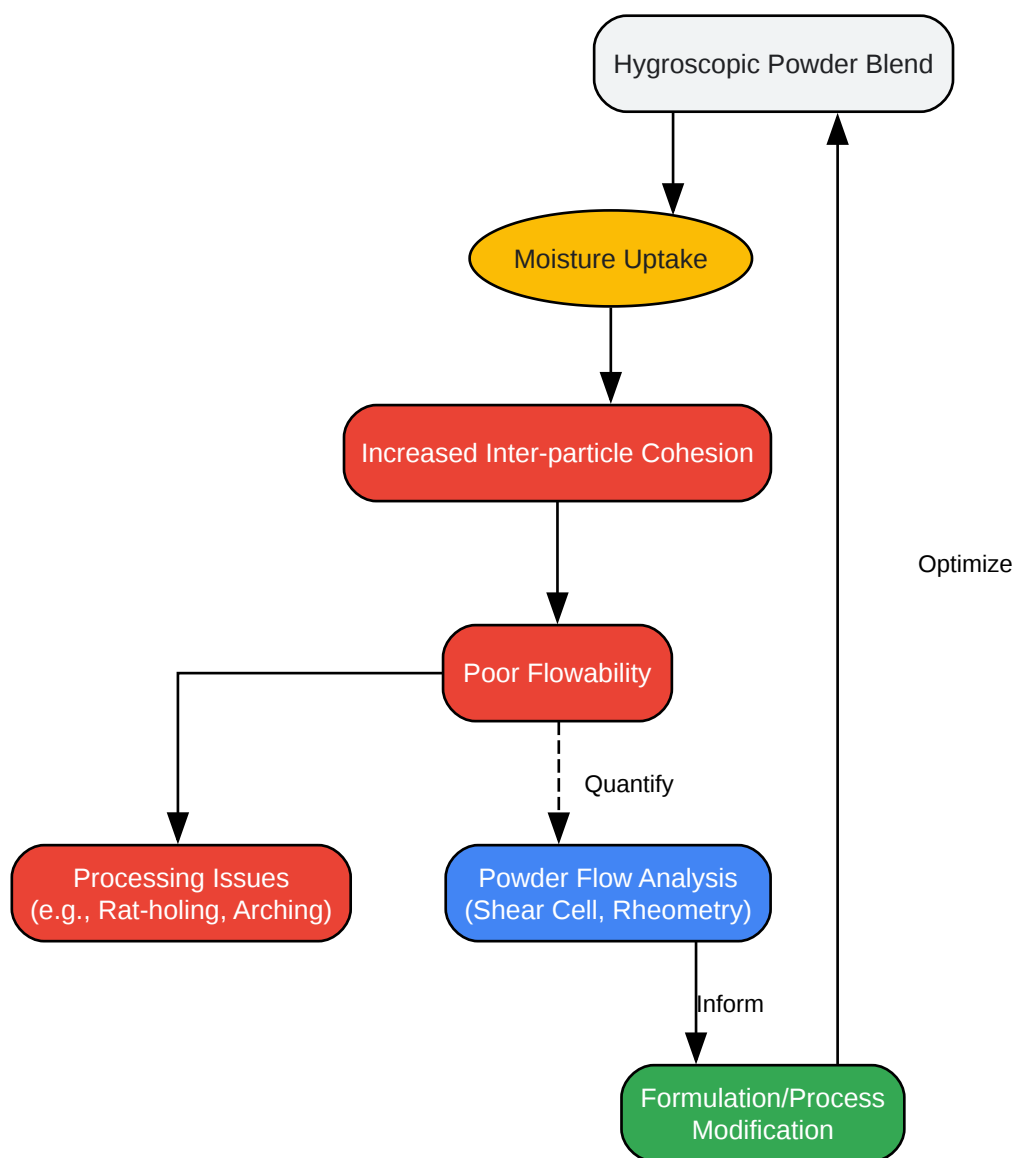 Hygroscopic Powder Blend
Moisture Uptake
Increased Inter-particle Cohesion
Optimize
Poor Flowability
Quantify
Processing Issues
(e.g., Rat-holing, Arching)
Powder Flow Analysis
(Shear Cell, Rheometry)
Inform
Formulation/Process
Modification